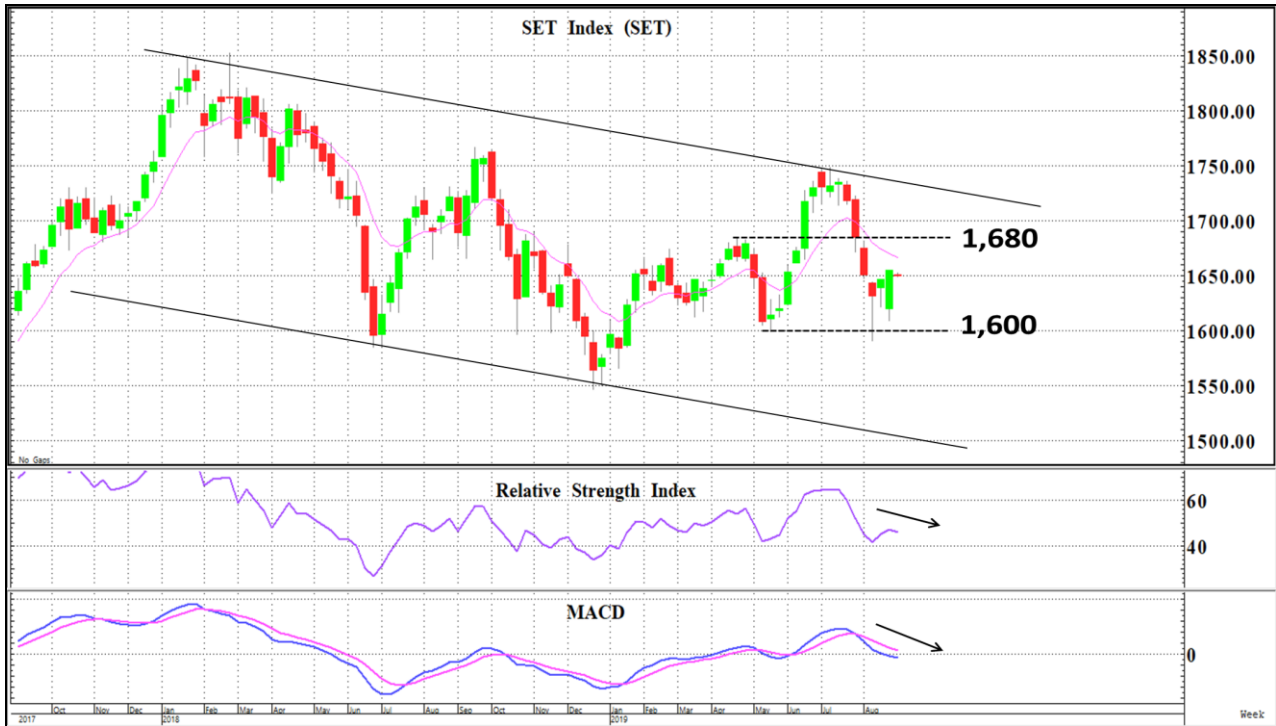 SET Index (SET)
1850.00
1800.00
1750.00
1700.00
1,680
1650.00
1,600
1600.00
1550.00
1500.00
No Gaps
Relative Strength Index
60
40
MACD
0
Oct Nov Dec Jan Feb Mar Apr May Jun Jul Aug Sep Oct Nov Dec Jan Feb Mar Apr May Jun Jul Aug
2017 2018 2019 Week